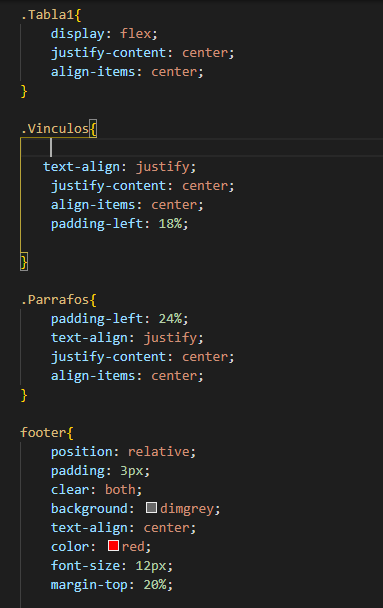 .Tabla1{
display: flex;
justify-content: center;
align-items: center;
}
.Vinculos{
text-align: justify;
justify-content: center;
align-items: center;
padding-left: 18%;
}
.Parrafos{
padding-left: 24%;
text-align: justify;
justify-content: center;
align-items: center;
}
footer{
position: relative;
padding: 3px;
clear: both;
background: dimgrey;
text-align: center;
color: red;
font-size: 12px;
margin-top: 20%;